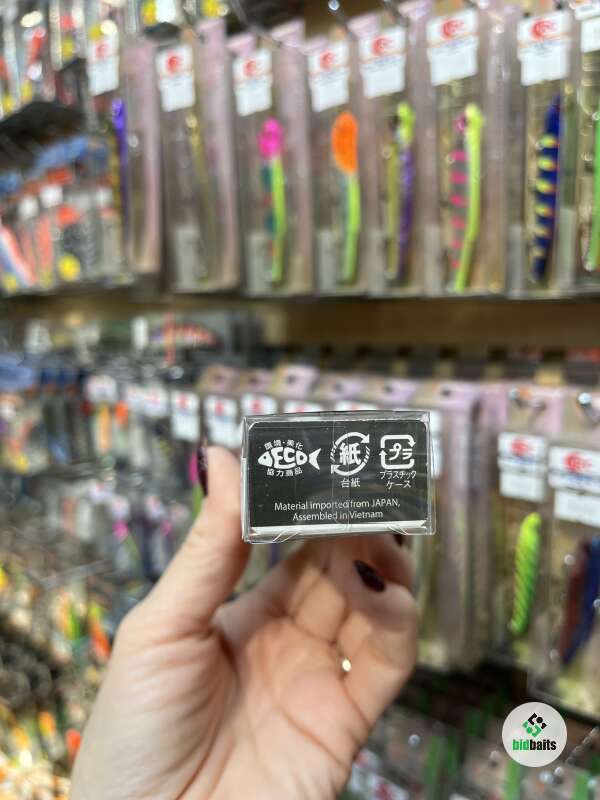 環境・美化
ECO
協力商品
紙
台紙
プラ
プラスチック
ケース
Material imported from JAPAN,
Assembled in Vietnam
bidbaits